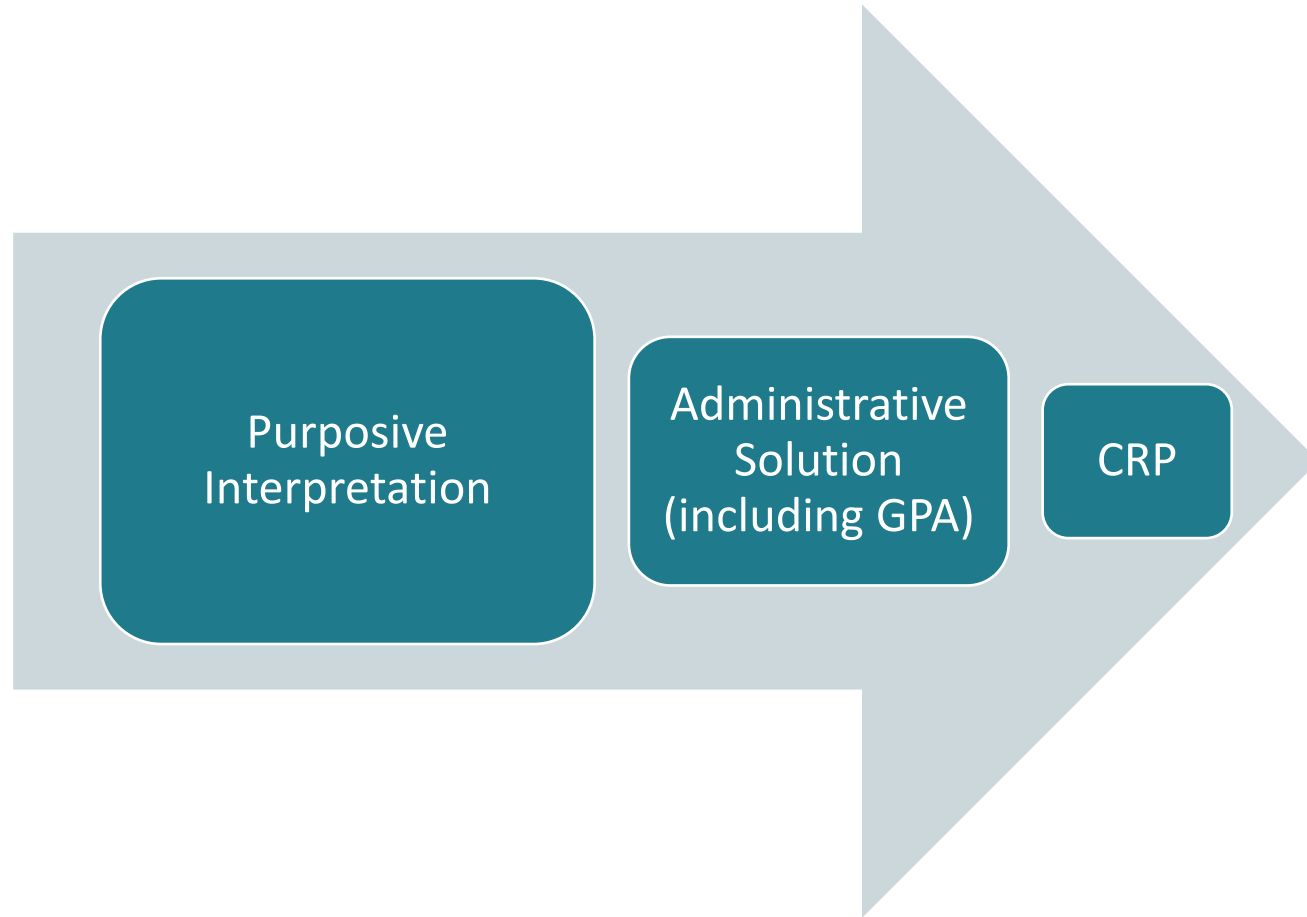 Purposive
Interpretation
Administrative
Solution
(including GPA)
CRP